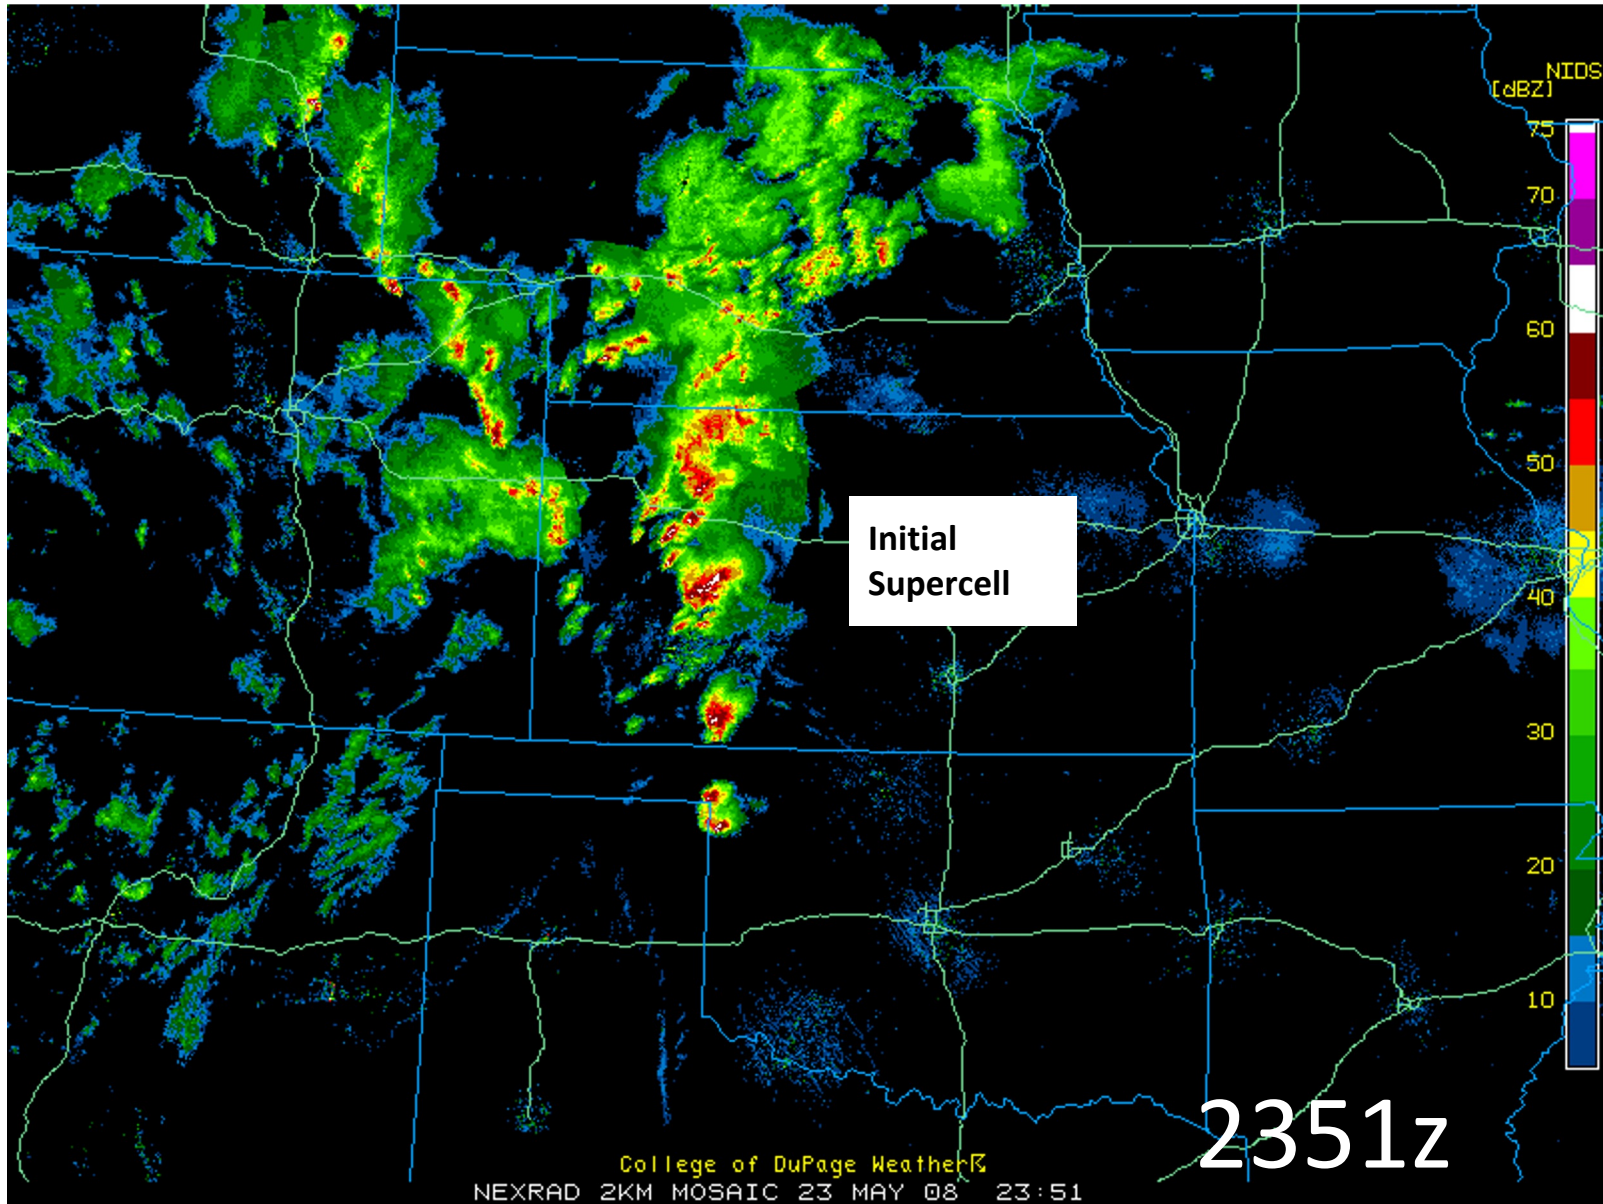 NIDS
[dBZ]
75
70
60
50
40
30
20
10
Initial
Supercell
2351z
College of DuPage Weather
NEXRAD 2KM MOSAIC 23 MAY 08 23:51